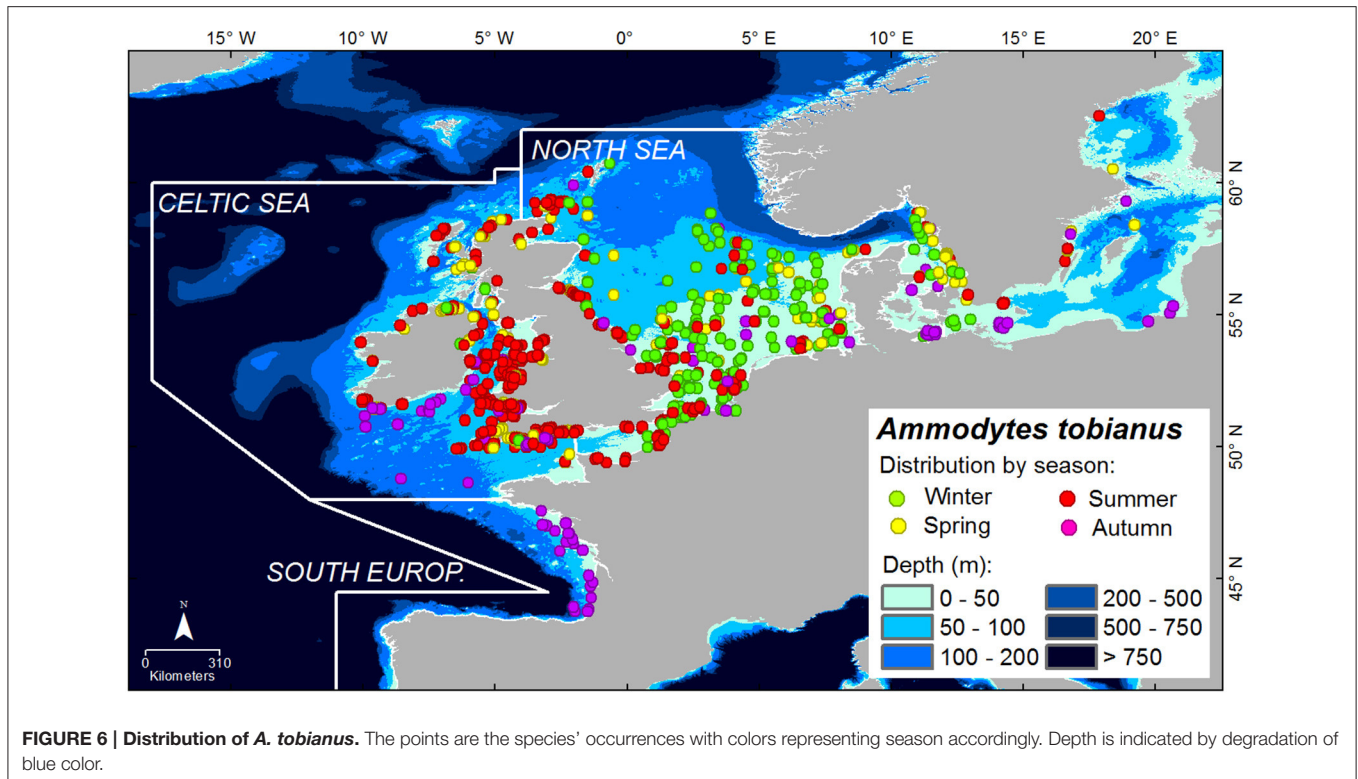 15° W 10° W 5° W 0° 5° E 10° E 15° E 20° E
NORTH SEA
60° N
CELTIC SEA
55° N
50° N
SOUTH EUROP.
45° N
N
0 310
Kilometers
Ammodytes tobianus
Distribution by season:
Winter Summer
Spring Autumn
Depth (m):
0 - 50 200 - 500
50 - 100 500 - 750
100 - 200 > 750
FIGURE 6 | Distribution of A. tobianus. The points are the species' occurrences with colors representing season accordingly. Depth is indicated by degradation of
blue color.